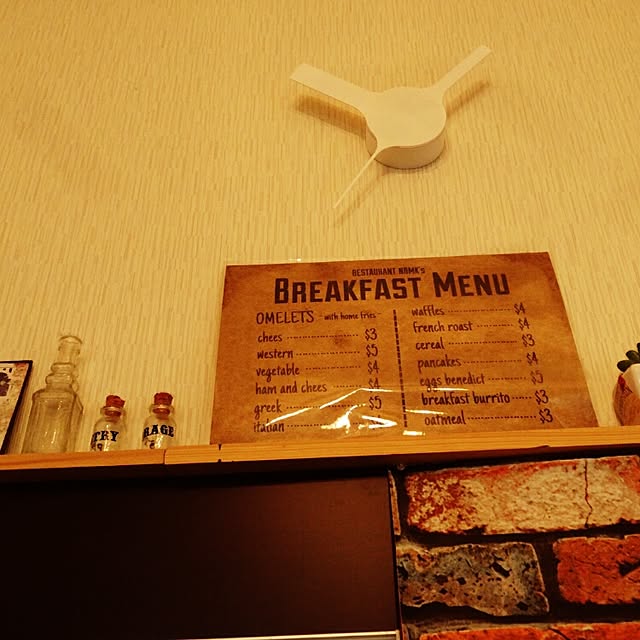 RESTAURANT NAMK's
BREAKFAST MENU
OMELETS - with home fries
chees $3
western $5
vegetable $4
ham and chees $4
greek $5
italian
waffles $4
french roast $4
cereal $3
pancakes $4
eggs benedict $5
breakfast burrito $3
oatmeal $3
TRY
RAGE